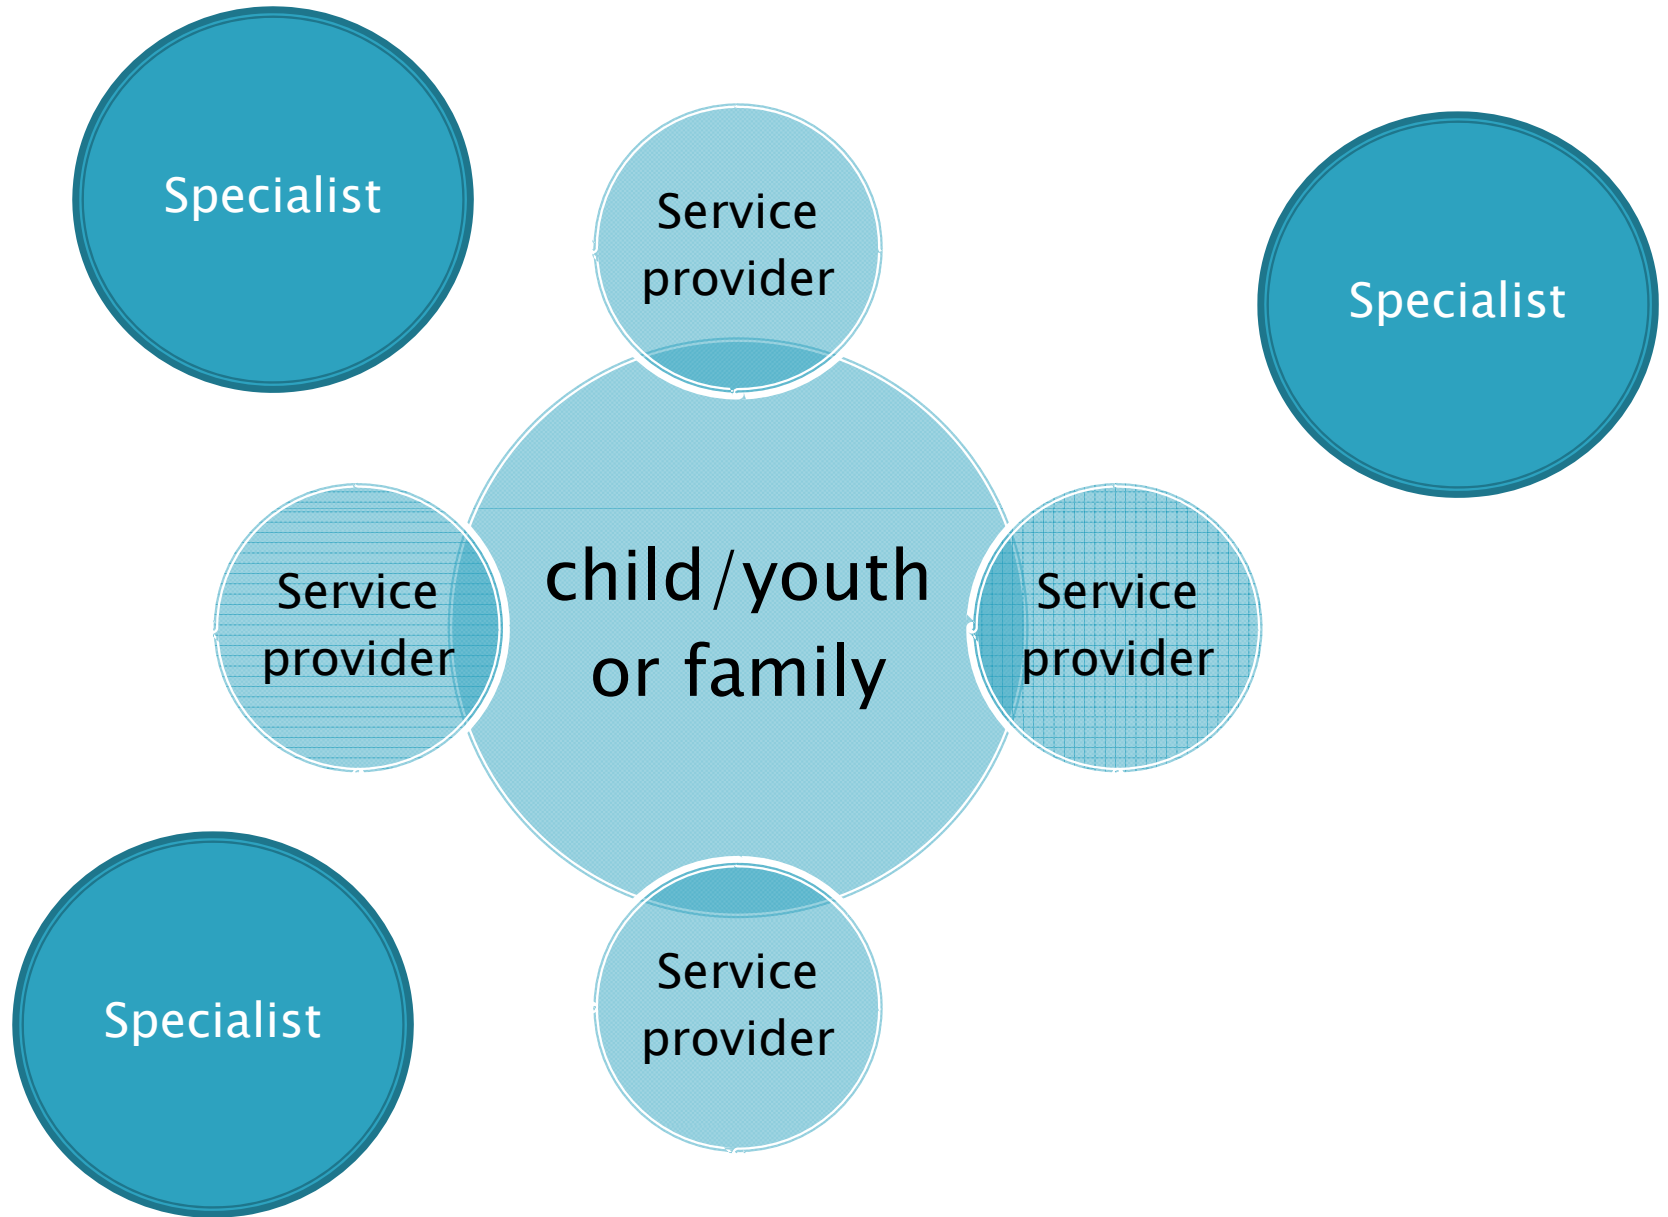 Specialist
Service
provider
Specialist
Service
provider
child/youth
or family
Service
provider
Specialist
Service
provider